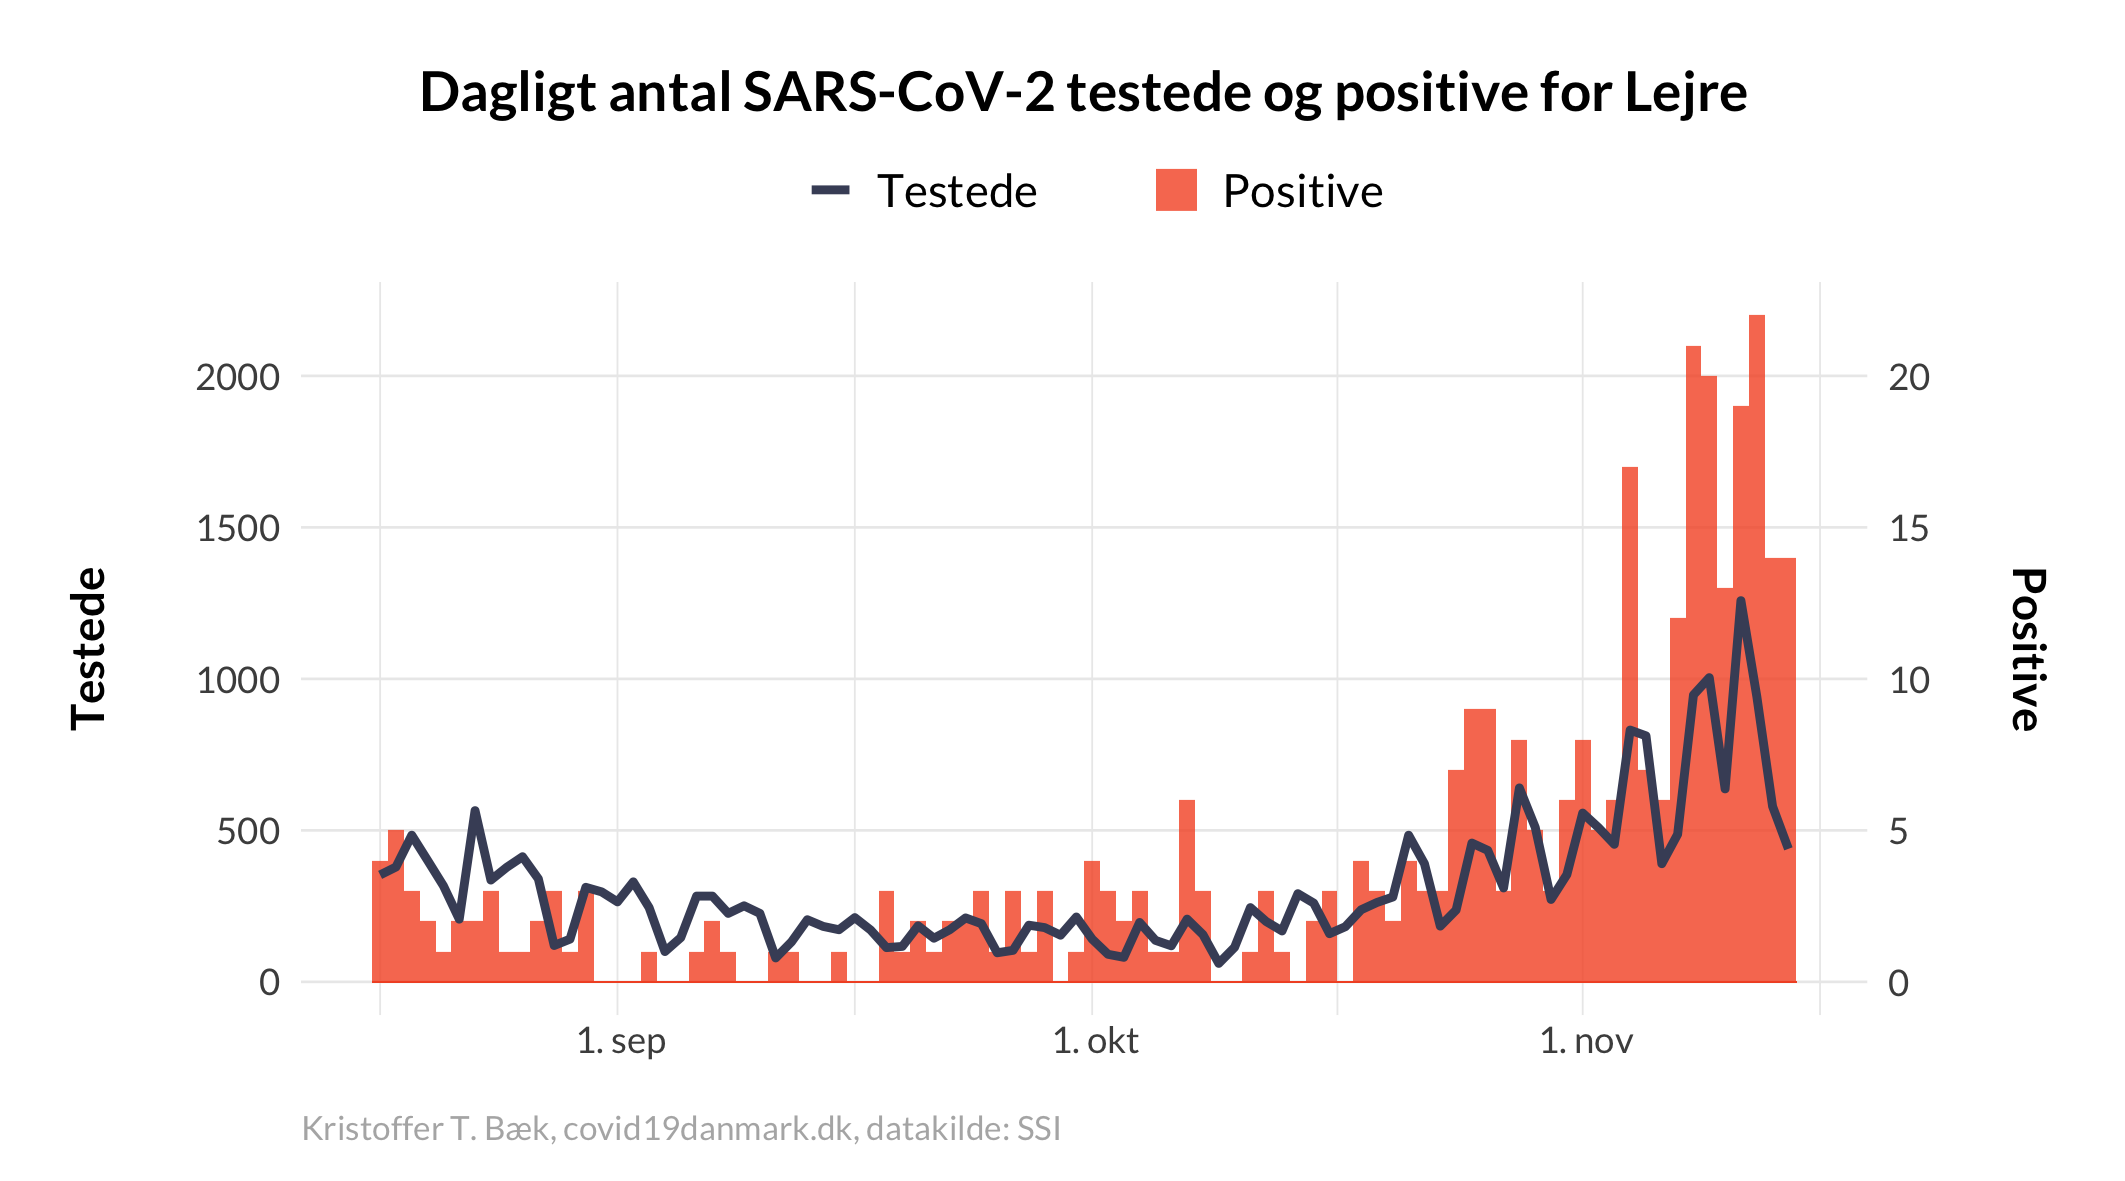 Dagligt antal SARS-CoV-2 testede og positive for Lejre
Testede
Positive
2000
1500
1000
500
0
20
15
10
5
0
Testede
Positive
1. sep
1. okt
1. nov
Kristoffer T. Bæk, covid19danmark.dk, datakilde: SSI